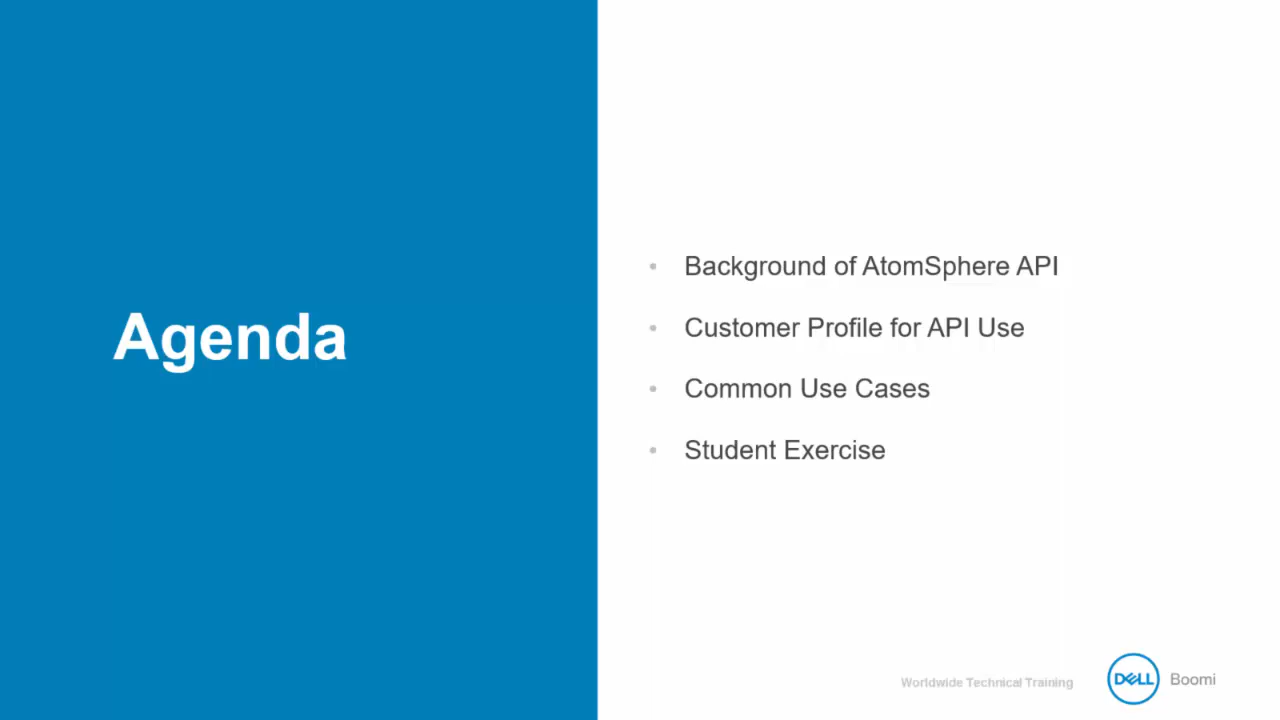 Agenda
• Background of AtomSphere API
• Customer Profile for API Use
• Common Use Cases
• Student Exercise
Worldwide Technical Training
DELL Boomi